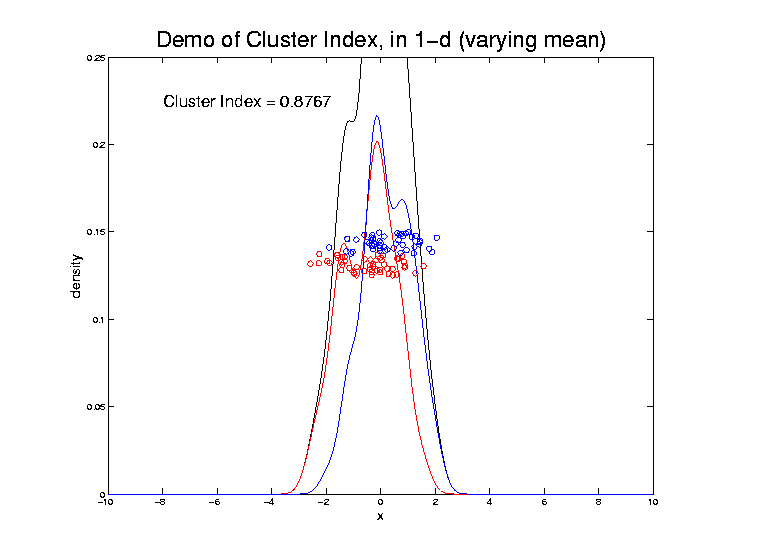 Demo of Cluster Index, in 1-d (varying mean)
Cluster Index = 0.8767
0.25
0.2
0.15
0.1
0.05
0
density
-10 -8 -6 -4 -2 0 2 4 6 8 10
x